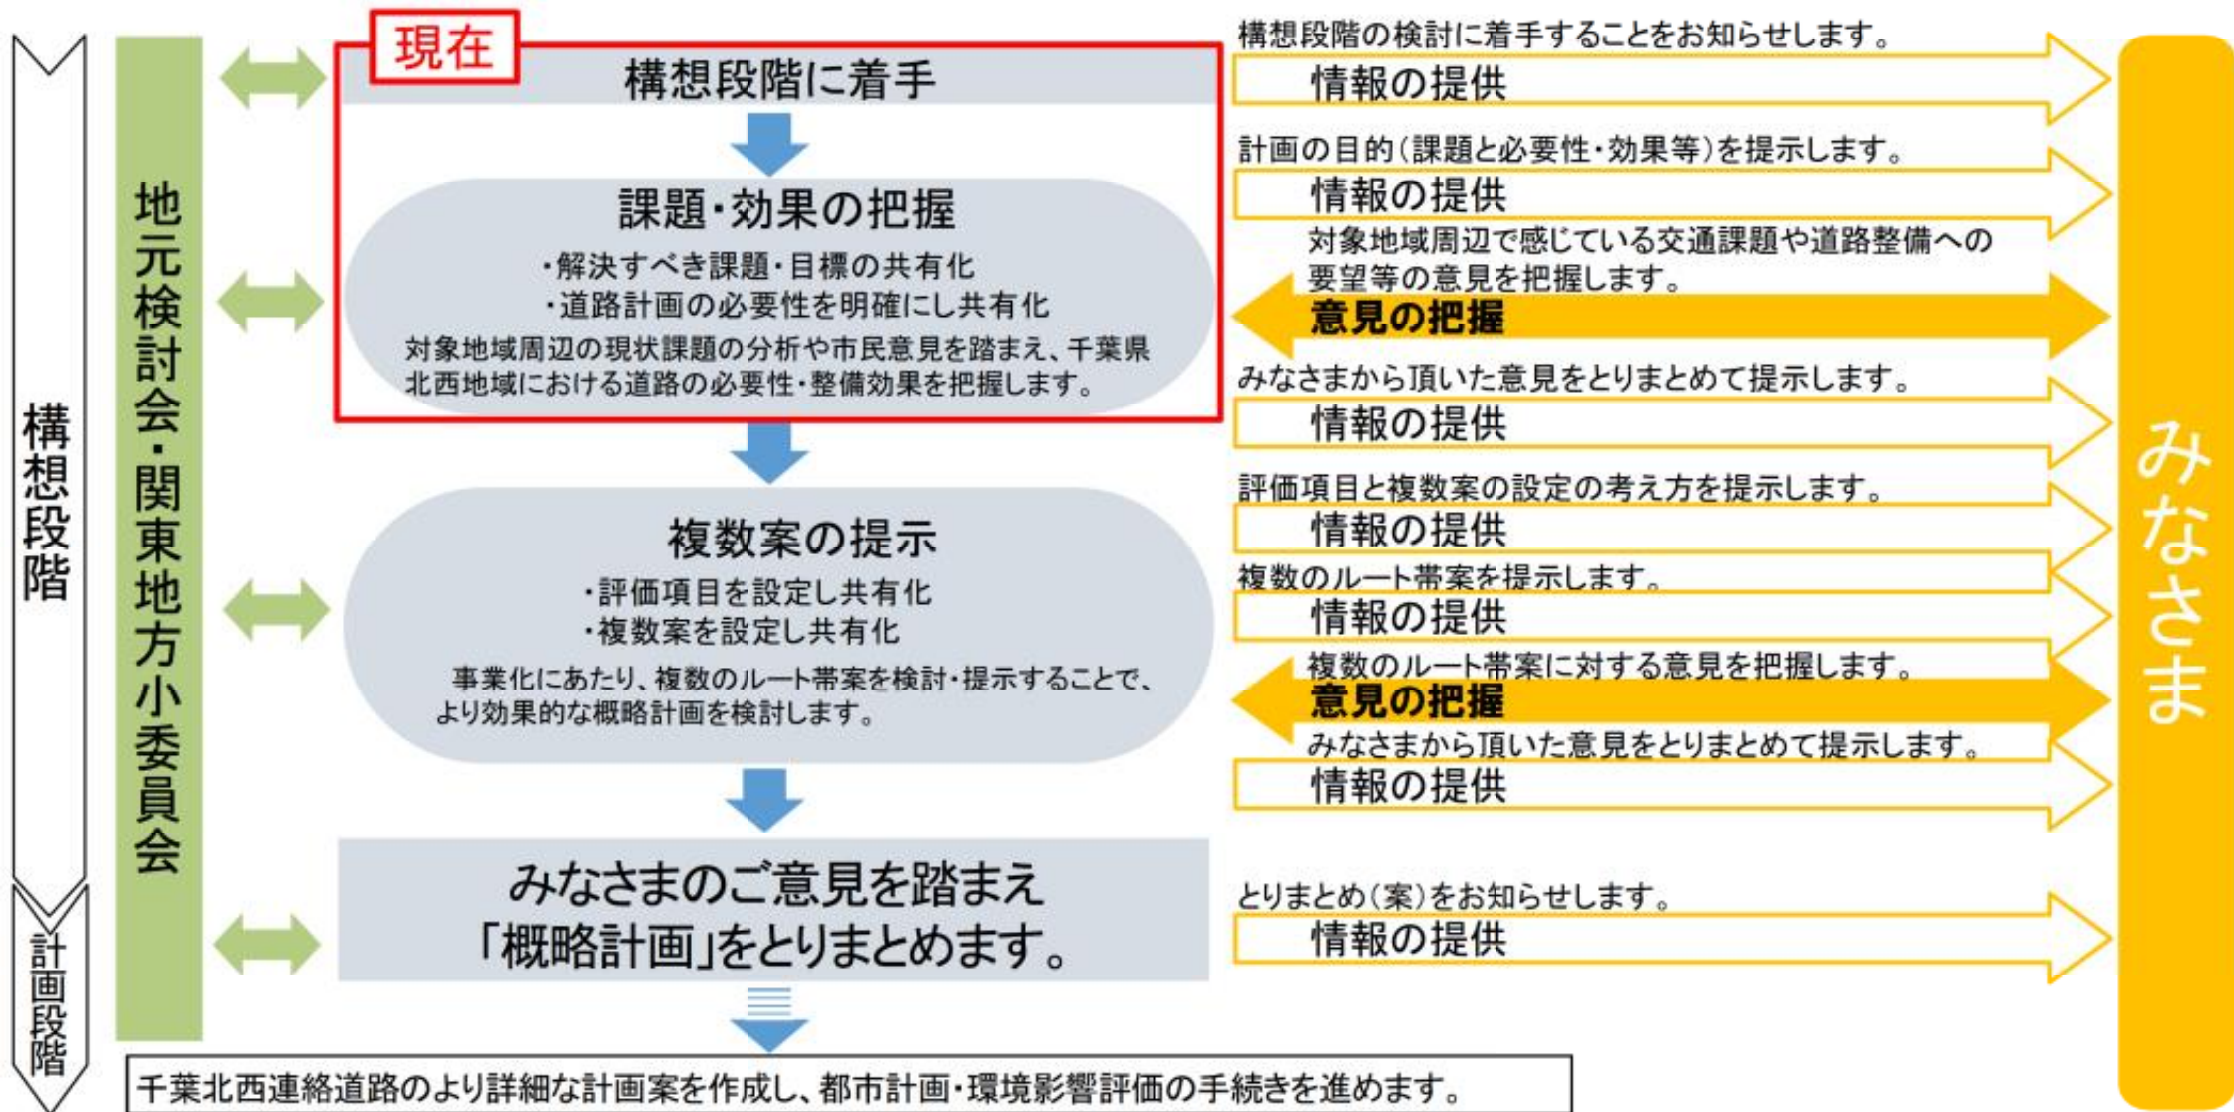 構想段階
計画段階
地元検討会・関東地方小委員会
現在
構想段階に着手
課題・効果の把握
・解決すべき課題・目標の共有化
・道路計画の必要性を明確にし共有化
対象地域周辺の現状課題の分析や市民意見を踏まえ、千葉県
北西地域における道路の必要性・整備効果を把握します。
複数案の提示
・評価項目を設定し共有化
・複数案を設定し共有化
事業化にあたり、複数のルート帯案を検討・提示することで、
より効果的な概略計画を検討します。
みなさまのご意見を踏まえ
「概略計画」をとりまとめます。
構想段階の検討に着手することをお知らせします。
情報の提供
計画の目的(課題と必要性・効果等)を提示します。
情報の提供
対象地域周辺で感じている交通課題や道路整備への
要望等の意見を把握します。
意見の把握
みなさまから頂いた意見をとりまとめて提示します。
情報の提供
評価項目と複数案の設定の考え方を提示します。
情報の提供
複数のルート帯案を提示します。
情報の提供
複数のルート帯案に対する意見を把握します。
意見の把握
みなさまから頂いた意見をとりまとめて提示します。
情報の提供
とりまとめ(案)をお知らせします。
情報の提供
みなさま
千葉北西連絡道路のより詳細な計画案を作成し、都市計画・環境影響評価の手続きを進めます。